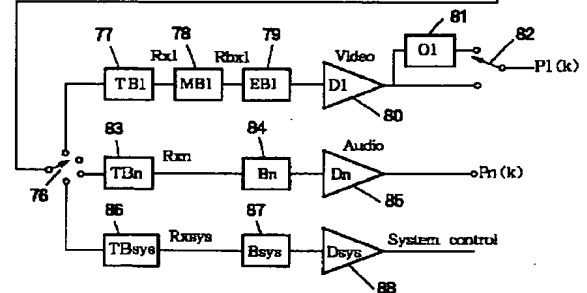 81
77 78 79
Rx1 Rbx1 Video O1 82
TB1 MB1 EB1 D1 P1(k)
80
83 84 Audio
Rxn
76 TBn Bn Dn Pn(k)
85
86 87
Rxsys System control
TBsys Bsys Dsys
88